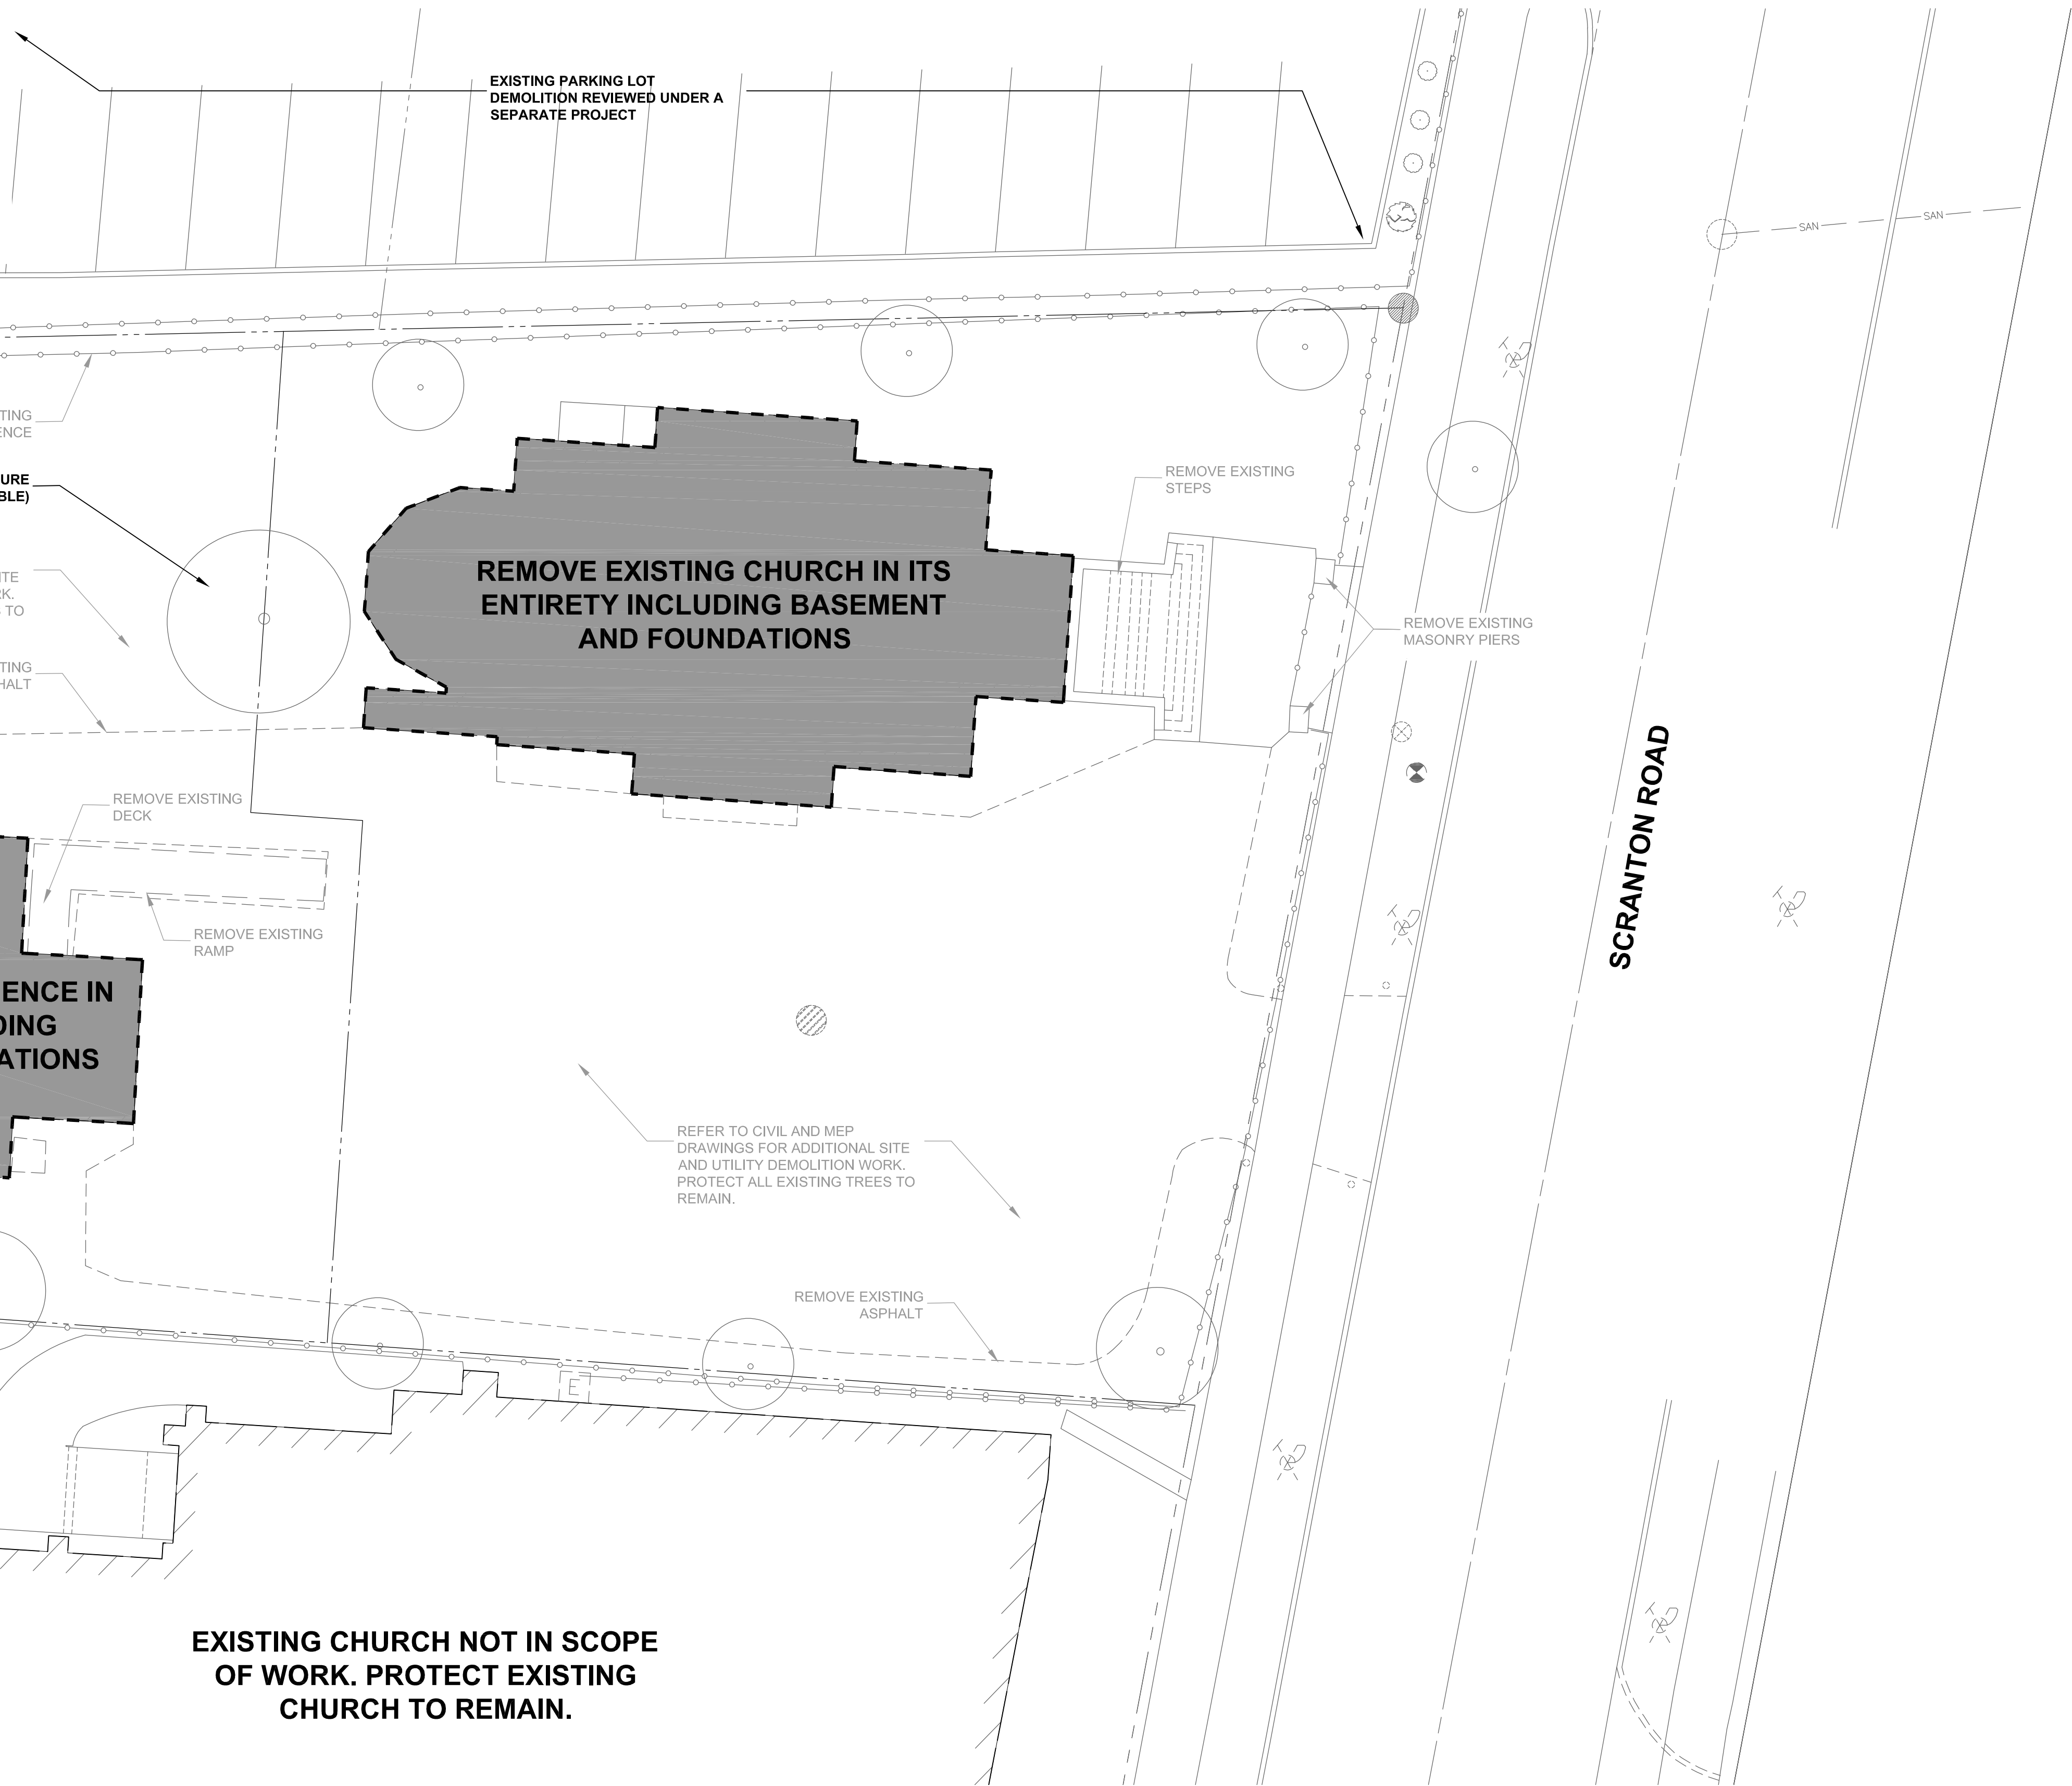 EXISTING PARKING LOT
DEMOLITION REVIEWED UNDER A
SEPARATE PROJECT
SAN
SAN
TING
ENCE
URE
BLE)
REMOVE EXISTING
STEPS
REMOVE EXISTING CHURCH IN ITS
ENTIRETY INCLUDING BASEMENT
AND FOUNDATIONS
ITE
RK.
TO
REMOVE EXISTING
MASONRY PIERS
TING
HALT
SCRANTON ROAD
REMOVE EXISTING
DECK
REMOVE EXISTING
RAMP
ENCE IN
DING
ATIONS
REFER TO CIVIL AND MEP
DRAWINGS FOR ADDITIONAL SITE
AND UTILITY DEMOLITION WORK.
PROTECT ALL EXISTING TREES TO
REMAIN.
REMOVE EXISTING
ASPHALT
E
EXISTING CHURCH NOT IN SCOPE
OF WORK. PROTECT EXISTING
CHURCH TO REMAIN.